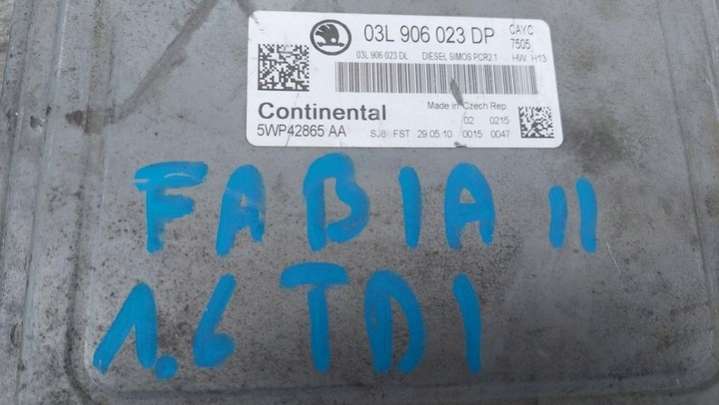 03L 906 023 DP CAYC
7505
03L 906 023 DL DIESEL SIMOS PCR2.1 HW: H13
Continental Made in Czech Rep.
02 0215
5WP42865 AA SJ8 FST 29.05.10 0015 0047
FABIA II
1.6 TDI